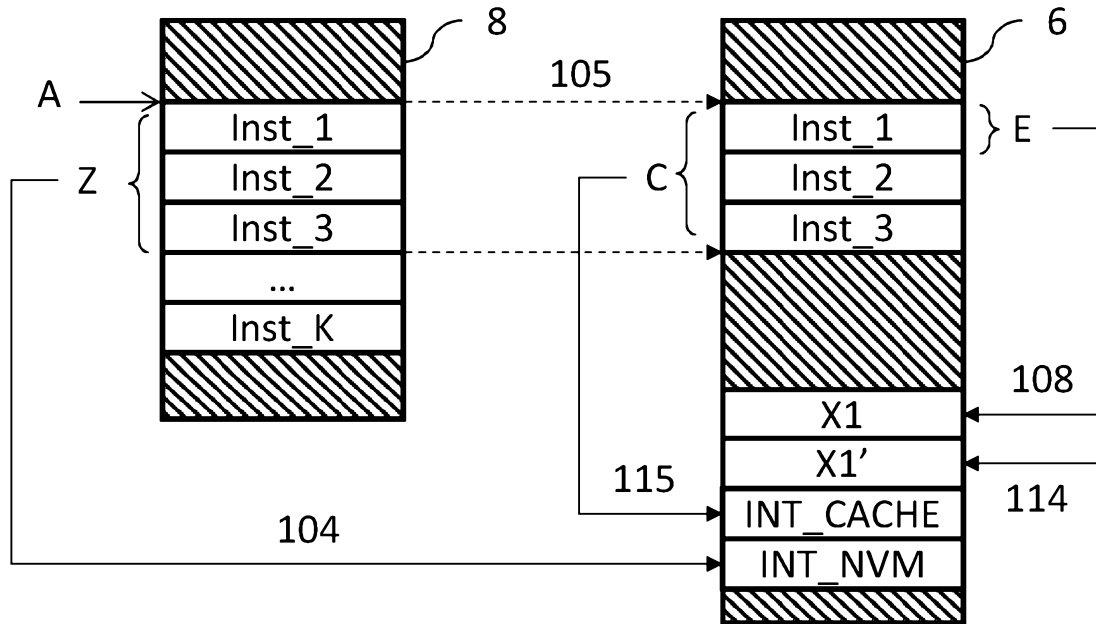 8
6
A
105
Inst_1
Inst_1
E
Z
Inst_2
C
Inst_2
Inst_3
Inst_3
...
Inst_K
108
X1
X1’
115
114
INT_CACHE
104
INT_NVM